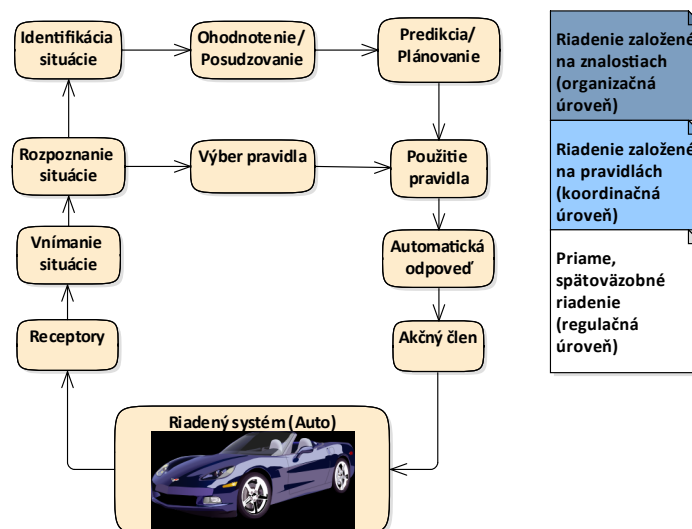 Identifikácia
situácie
Ohodnotenie/
Posudzovanie
Predikcia/
Plánovanie
Rozpoznanie
situácie
Výber pravidla
Použitie
pravidla
Vnímanie
situácie
Automatická
odpoveď
Receptory
Akčný člen
Riadený systém (Auto)
Riadenie založené
na znalostiach
(organizačná
úroveň)
Riadenie založené
na pravidlách
(koordinačná
úroveň)
Priame,
spätoväzobné
riadenie
(regulačná
úroveň)